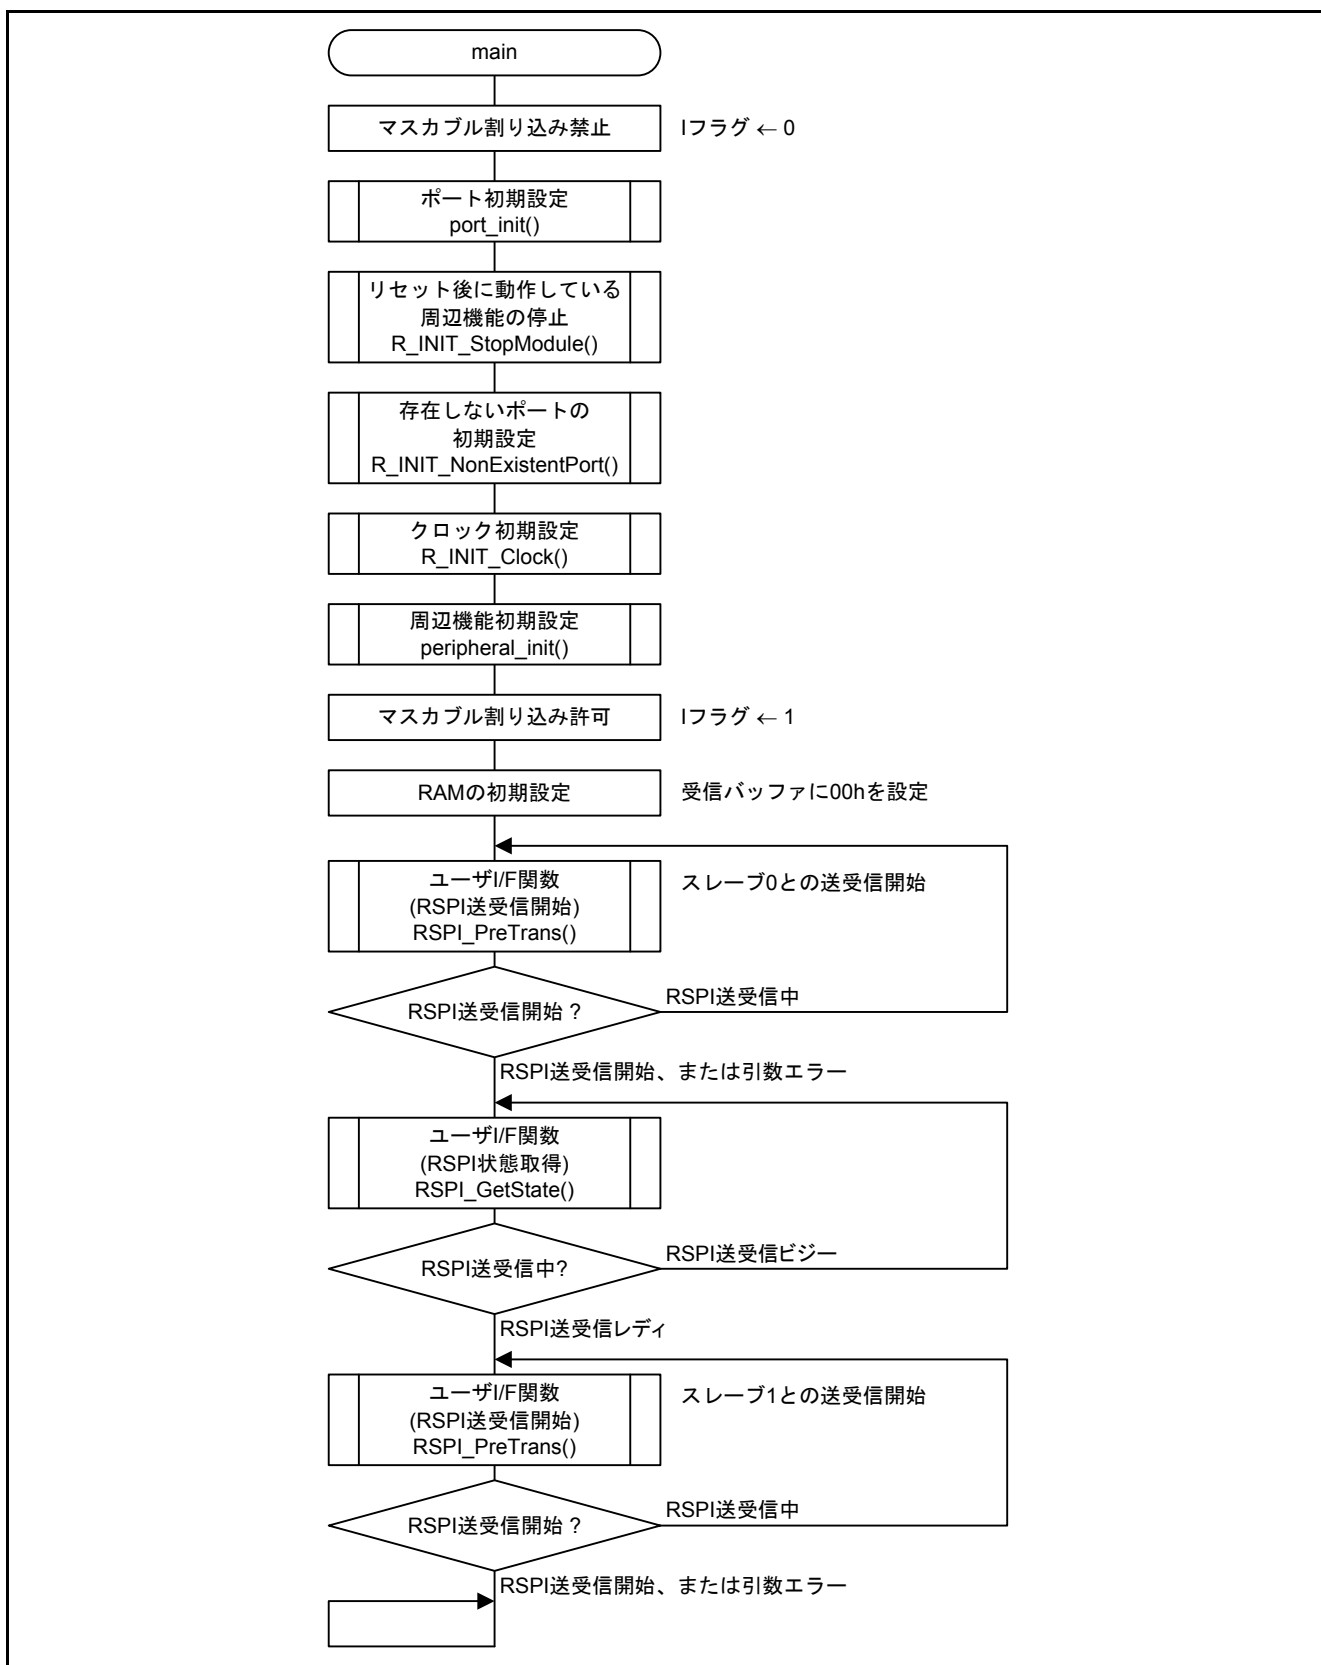 main
マスカブル割り込み禁止
Iフラグ ← 0
ポート初期設定
port_init()
リセット後に動作している
周辺機能の停止
R_INIT_StopModule()
存在しないポートの
初期設定
R_INIT_NonExistentPort()
クロック初期設定
R_INIT_Clock()
周辺機能初期設定
peripheral_init()
マスカブル割り込み許可
Iフラグ ← 1
RAMの初期設定
受信バッファに00hを設定
ユーザI/F関数
(RSPI送受信開始)
RSPI_PreTrans()
スレーブ0との送受信開始
RSPI送受信開始？
RSPI送受信中
RSPI送受信開始、または引数エラー
ユーザI/F関数
(RSPI状態取得)
RSPI_GetState()
RSPI送受信中?
RSPI送受信ビジー
RSPI送受信レディ
ユーザI/F関数
(RSPI送受信開始)
RSPI_PreTrans()
スレーブ1との送受信開始
RSPI送受信開始？
RSPI送受信中
RSPI送受信開始、または引数エラー